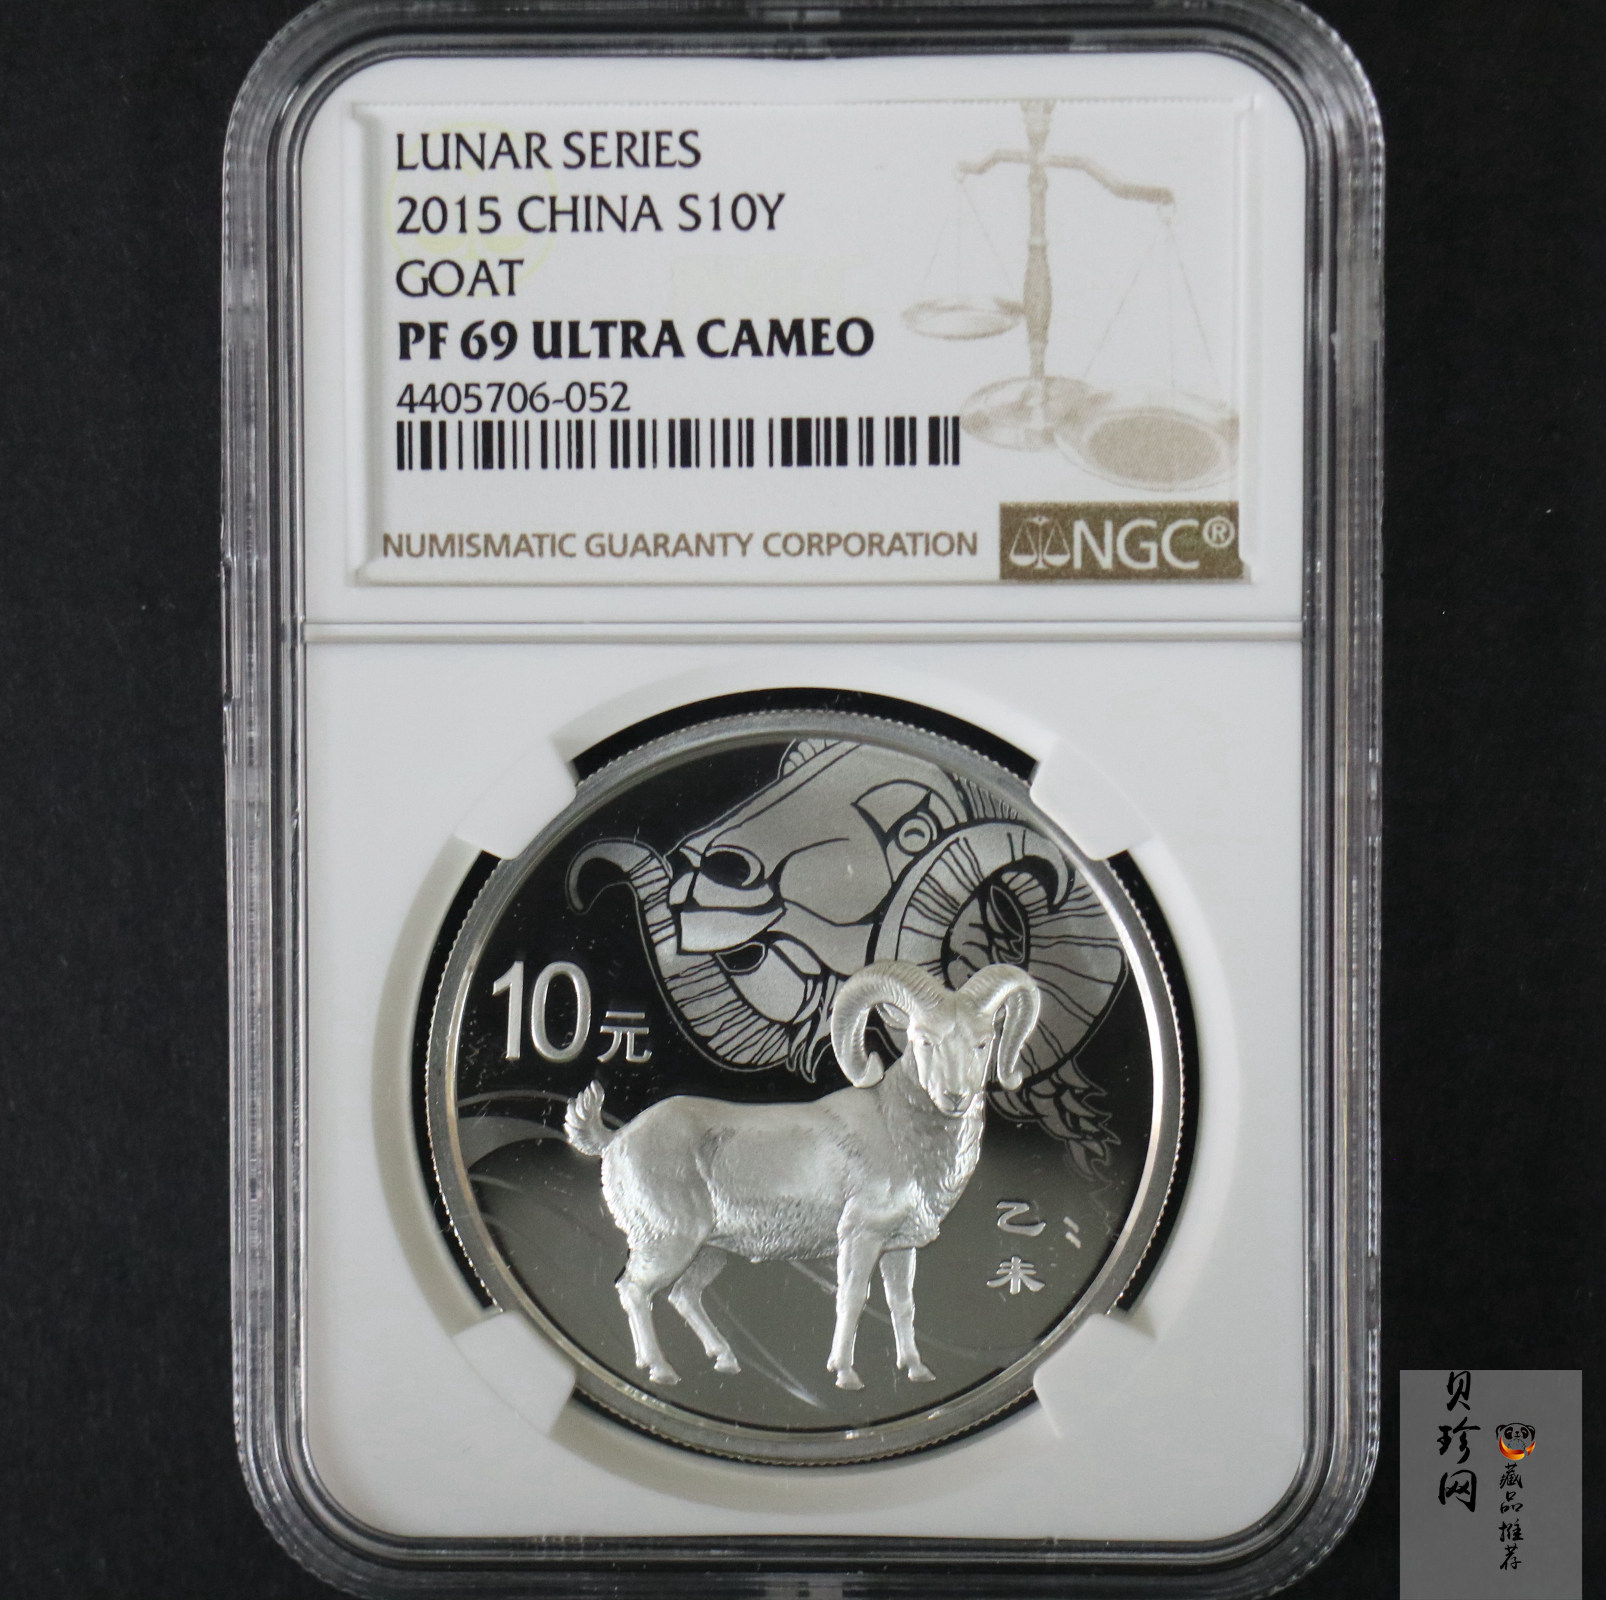 LUNAR SERIES
2015 CHINA S10Y
GOAT
PF 69 ULTRA CAMEO
4405706-052
NUMISMATIC GUARANTY CORPORATION
NGC®
10元
乙未
贝珍网
藏品推荐